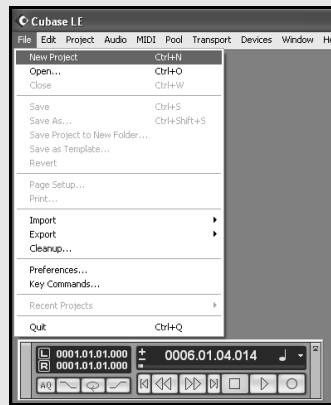 Cubase LE
File Edit Project Audio MIDI Pool Transport Devices Window He
New Project Ctrl+N
Open... Ctrl+O
Close Ctrl+W
Save Ctrl+S
Save As... Ctrl+Shift+S
Save Project to New Folder...
Save as Template...
Revert
Page Setup...
Print...
Import
Export
Cleanup...
Preferences...
Key Commands...
Recent Projects
Quit Ctrl+Q
L 0001.01.01.000 0006.01.04.014
R 0001.01.01.000
AQ